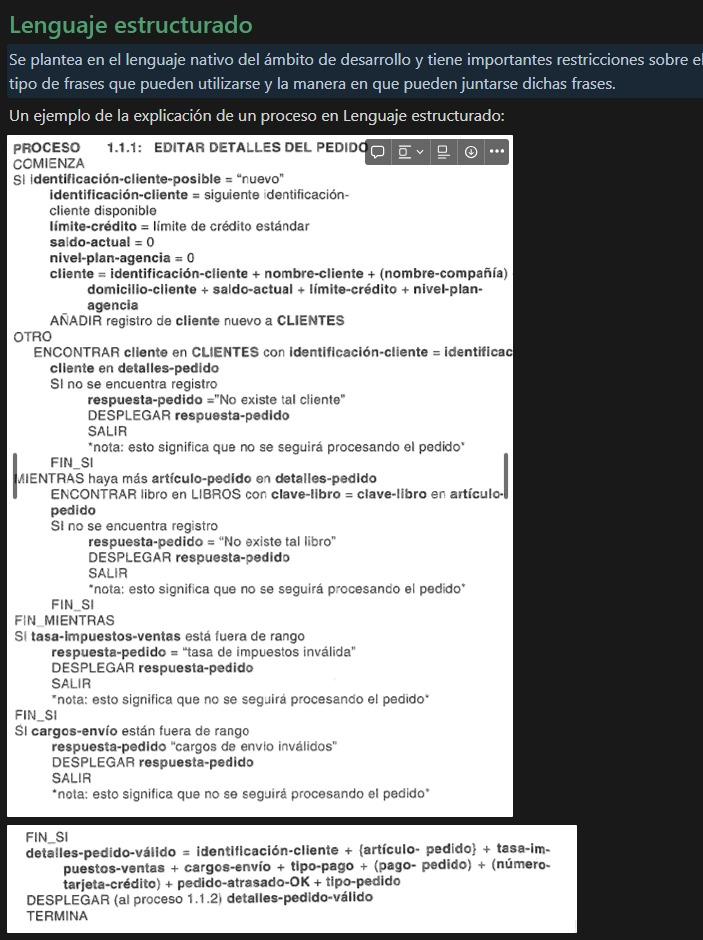 Lenguaje estructurado
Se plantea en el lenguaje nativo del ámbito de desarrollo y tiene importantes restricciones sobre el
tipo de frases que pueden utilizarse y la manera en que pueden juntarse dichas frases.
Un ejemplo de la explicación de un proceso en Lenguaje estructurado:
PROCESO 1.1.1: EDITAR DETALLES DEL PEDIDO
COMIENZA
SI identificación-cliente-posible = "nuevo"
identificación-cliente = siguiente identificación-
cliente disponible
límite-crédito = límite de crédito estándar
saldo-actual = 0
nivel-plan-agencia = 0
cliente = identificación-cliente + nombre-cliente + (nombre-compañía)
domicilio-cliente + saldo-actual + límite-crédito + nivel-plan-
agencia
AÑADIR registro de cliente nuevo a CLIENTES
OTRO
ENCONTRAR cliente en CLIENTES con identificación-cliente = identificac
cliente en detalles-pedido
SI no se encuentra registro
respuesta-pedido ="No existe tal cliente"
DESPLEGAR respuesta-pedido
SALIR
*nota: esto significa que no se seguirá procesando el pedido*
FIN_SI
MIENTRAS haya más artículo-pedido en detalles-pedido
ENCONTRAR libro en LIBROS con clave-libro = clave-libro en artículo-
pedido
SI no se encuentra registro
respuesta-pedido = "No existe tal libro"
DESPLEGAR respuesta-pedido
SALIR
*nota: esto significa que no se seguirá procesando el pedido*
FIN_SI
FIN_MIENTRAS
SI tasa-impuestos-ventas está fuera de rango
respuesta-pedido = "tasa de impuestos inválida"
DESPLEGAR respuesta-pedido
SALIR
*nota: esto significa que no se seguirá procesando el pedido*
FIN_SI
SI cargos-envío están fuera de rango
respuesta-pedido "cargos de envio inválidos"
DESPLEGAR respuesta-pedido
SALIR
*nota: esto significa que no se seguirá procesando el pedido*
FIN_SI
detalles-pedido-válido = identificación-cliente + {artículo- pedido} + tasa-im-
puestos-ventas + cargos-envío + tipo-pago + (pago- pedido) + (número-
tarjeta-crédito) + pedido-atrasado-OK + tipo-pedido
DESPLEGAR (al proceso 1.1.2) detalles-pedido-válido
TERMINA